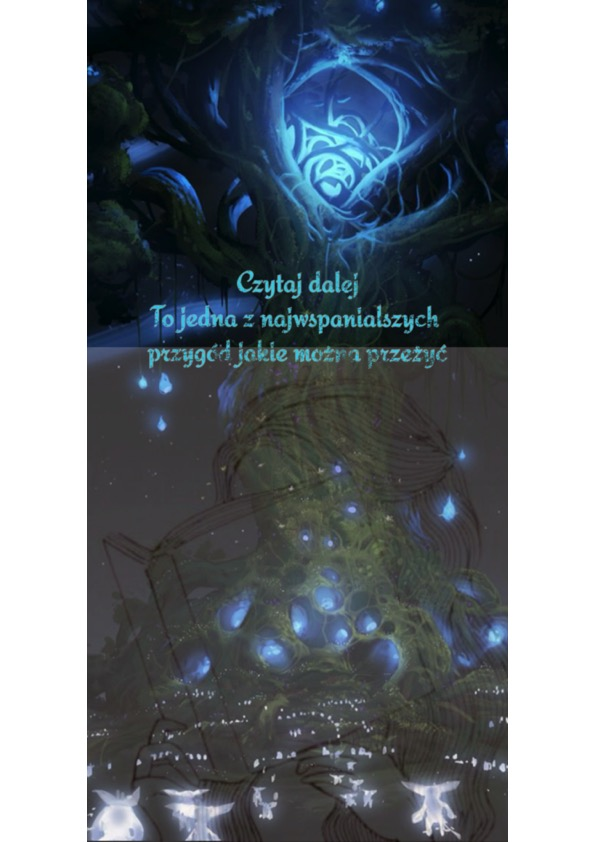 Czytaj dalej
To jedna z najwspanialszych
przygód jakie można przeżyć